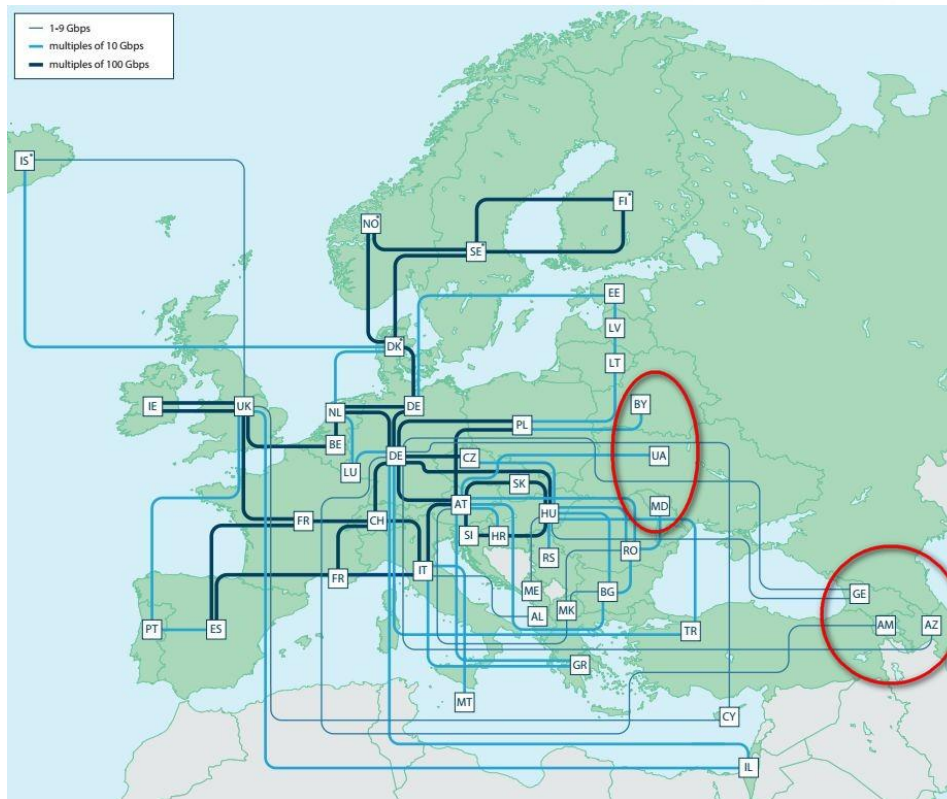 1-9 Gbps
multiples of 10 Gbps
multiples of 100 Gbps
IS*
NO*
FI*
SE*
EE
LV
DK*
LT
IE
UK
NL
DE
BY
BE
PL
LU
DE
CZ
UA
SK
AT
MD
FR
CH
HU
SI
HR
RS
RO
FR
IT
ME
BG
GE
MK
AL
PT
ES
TR
AM
AZ
GR
MT
CY
IL